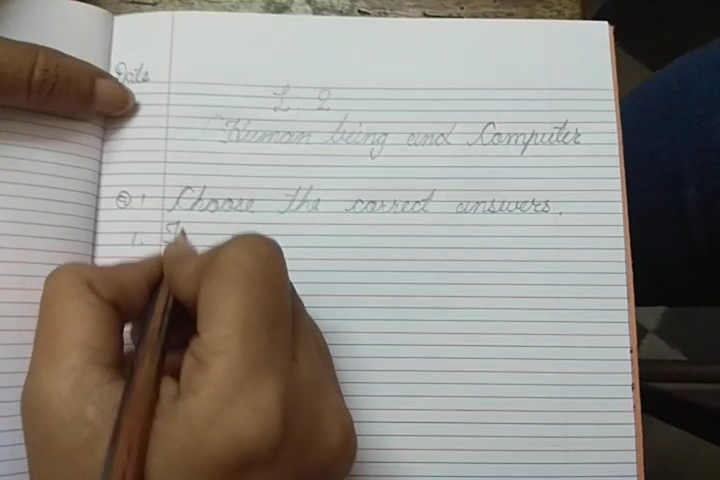 Date
L. 2
Human being and Computer
Q.1 Choose the correct answers.
1.